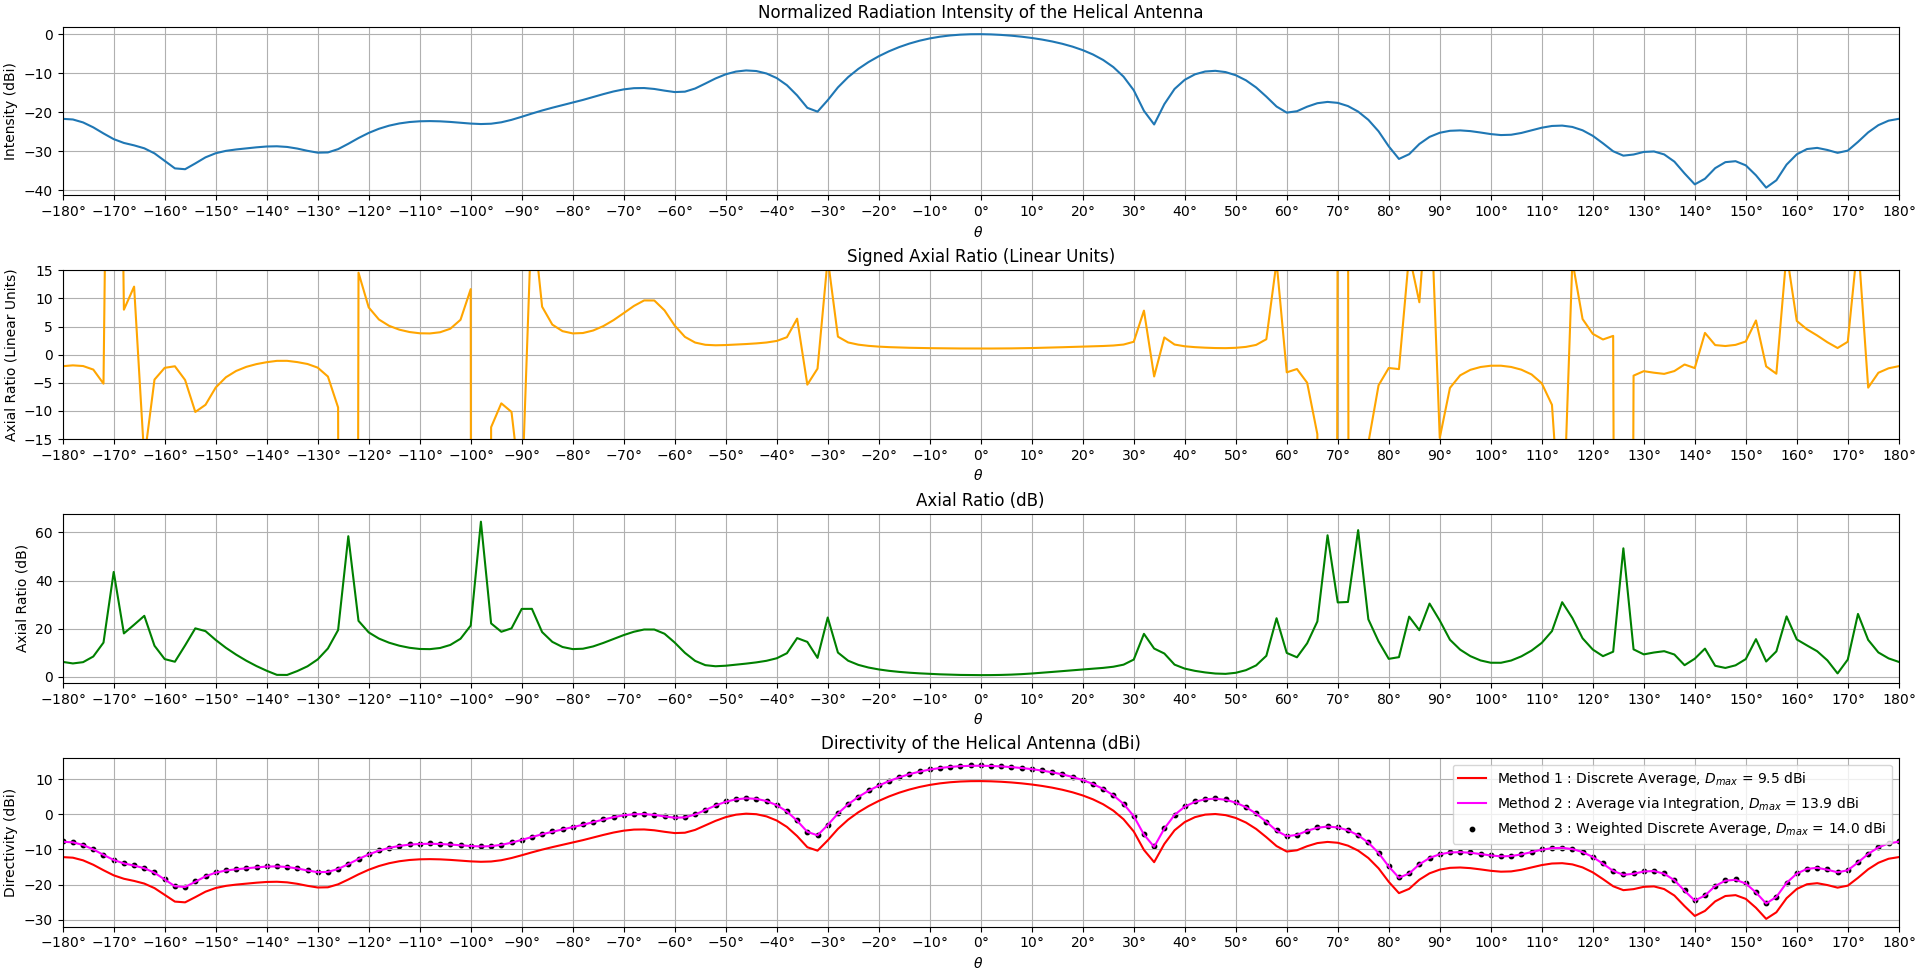 Normalized Radiation Intensity of the Helical Antenna
Intensity (dBi)
0
−10
−20
−30
−40
−180° −170° −160° −150° −140° −130° −120° −110° −100° −90° −80° −70° −60° −50° −40° −30° −20° −10° 0° 10° 20° 30° 40° 50° 60° 70° 80° 90° 100° 110° 120° 130° 140° 150° 160° 170° 180°
θ
Signed Axial Ratio (Linear Units)
Axial Ratio (Linear Units)
15
10
5
0
−5
−10
−15
−180° −170° −160° −150° −140° −130° −120° −110° −100° −90° −80° −70° −60° −50° −40° −30° −20° −10° 0° 10° 20° 30° 40° 50° 60° 70° 80° 90° 100° 110° 120° 130° 140° 150° 160° 170° 180°
θ
Axial Ratio (dB)
Axial Ratio (dB)
60
40
20
0
−180° −170° −160° −150° −140° −130° −120° −110° −100° −90° −80° −70° −60° −50° −40° −30° −20° −10° 0° 10° 20° 30° 40° 50° 60° 70° 80° 90° 100° 110° 120° 130° 140° 150° 160° 170° 180°
θ
Directivity of the Helical Antenna (dBi)
Directivity (dBi)
10
0
−10
−20
−30
Method 1 : Discrete Average, Dmax = 9.5 dBi
Method 2 : Average via Integration, Dmax = 13.9 dBi
Method 3 : Weighted Discrete Average, Dmax = 14.0 dBi
−180° −170° −160° −150° −140° −130° −120° −110° −100° −90° −80° −70° −60° −50° −40° −30° −20° −10° 0° 10° 20° 30° 40° 50° 60° 70° 80° 90° 100° 110° 120° 130° 140° 150° 160° 170° 180°
θ